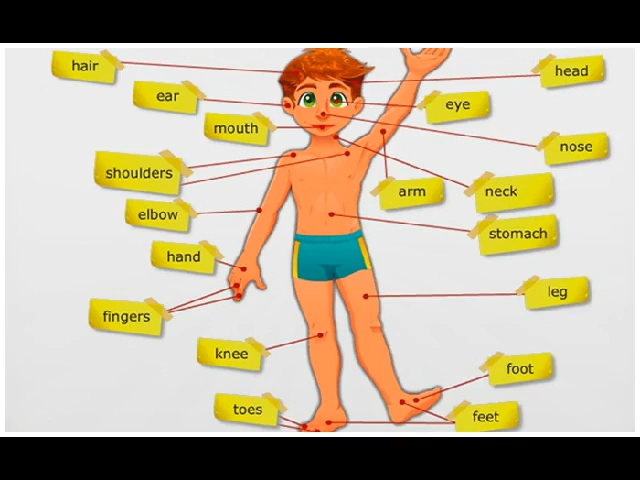 hair
head
ear
eye
mouth
nose
shoulders
arm
neck
elbow
stomach
hand
leg
fingers
knee
foot
toes
feet